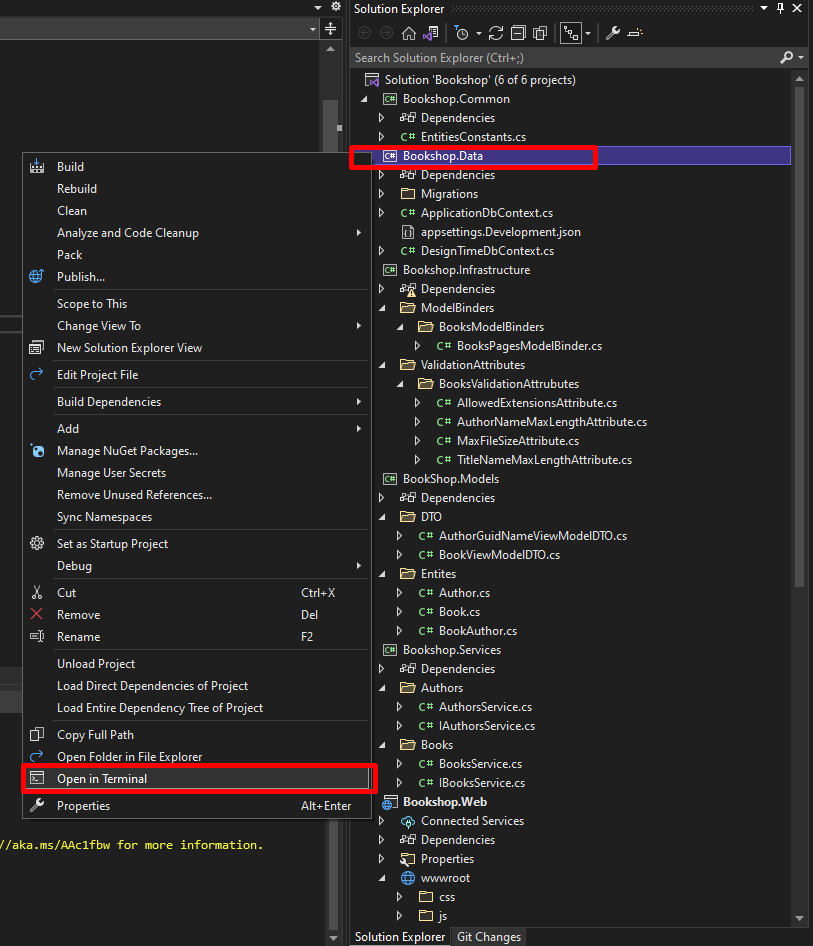 Solution Explorer
Search Solution Explorer (Ctrl+;)
Solution 'Bookshop' (6 of 6 projects)
C# Bookshop.Common
Dependencies
C# EntitiesConstants.cs
C# Bookshop.Data
Dependencies
Migrations
C# ApplicationDbContext.cs
appsettings.Development.json
C# DesignTimeDbContext.cs
C# Bookshop.Infrastructure
Dependencies
ModelBinders
BooksModelBinders
C# BooksPagesModelBinder.cs
ValidationAttributes
BooksValidationAttrubutes
C# AllowedExtensionsAttribute.cs
C# AuthorNameMaxLengthAttribute.cs
C# MaxFileSizeAttribute.cs
C# TitleNameMaxLengthAttribute.cs
C# BookShop.Models
Dependencies
DTO
C# AuthorGuidNameViewModelDTO.cs
C# BookViewModelDTO.cs
Entites
C# Author.cs
C# Book.cs
C# BookAuthor.cs
C# Bookshop.Services
Dependencies
Authors
C# AuthorsService.cs
C# IAuthorsService.cs
Books
C# BooksService.cs
C# IBooksService.cs
Bookshop.Web
Connected Services
Dependencies
Properties
wwwroot
css
js
Solution Explorer Git Changes
Build
Rebuild
Clean
Analyze and Code Cleanup
Pack
Publish...
Scope to This
Change View To
New Solution Explorer View
Edit Project File
Build Dependencies
Add
Manage NuGet Packages...
Manage User Secrets
Remove Unused References...
Sync Namespaces
Set as Startup Project
Debug
Cut Ctrl+X
Remove Del
Rename F2
Unload Project
Load Direct Dependencies of Project
Load Entire Dependency Tree of Project
Copy Full Path
Open Folder in File Explorer
Open in Terminal
Properties Alt+Enter
//aka.ms/AAc1fbw for more information.